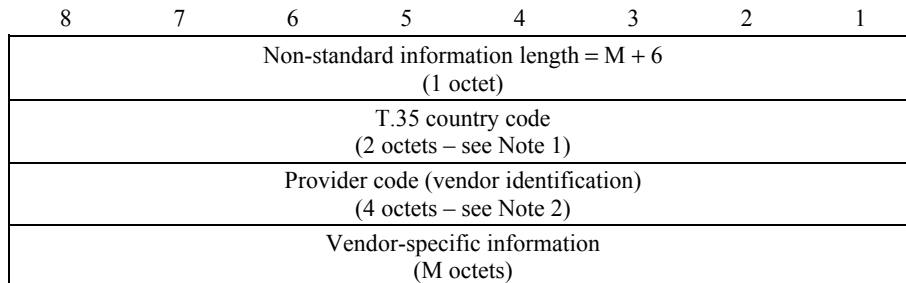 8 7 6 5 4 3 2 1
Non-standard information length = M + 6
(1 octet)
T.35 country code
(2 octets – see Note 1)
Provider code (vendor identification)
(4 octets – see Note 2)
Vendor-specific information
(M octets)